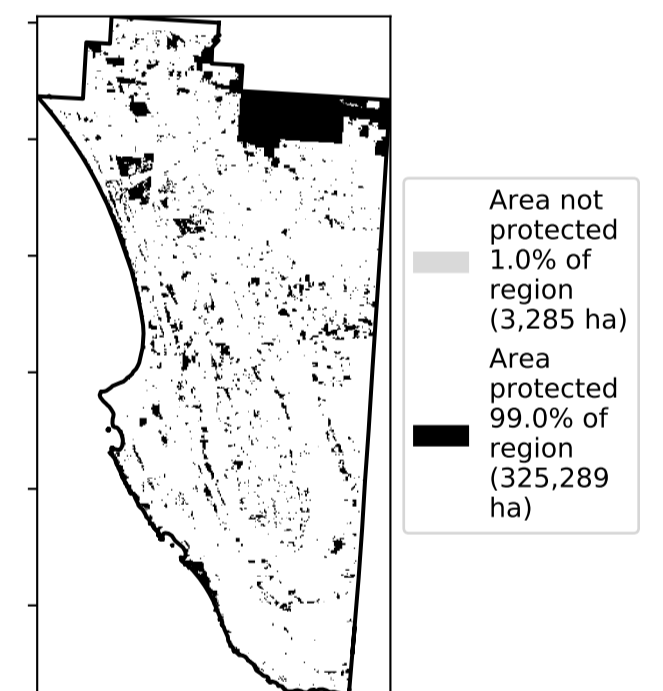 Area not
protected
1.0% of
region
(3,285 ha)
Area
protected
99.0% of
region
(325,289
ha)